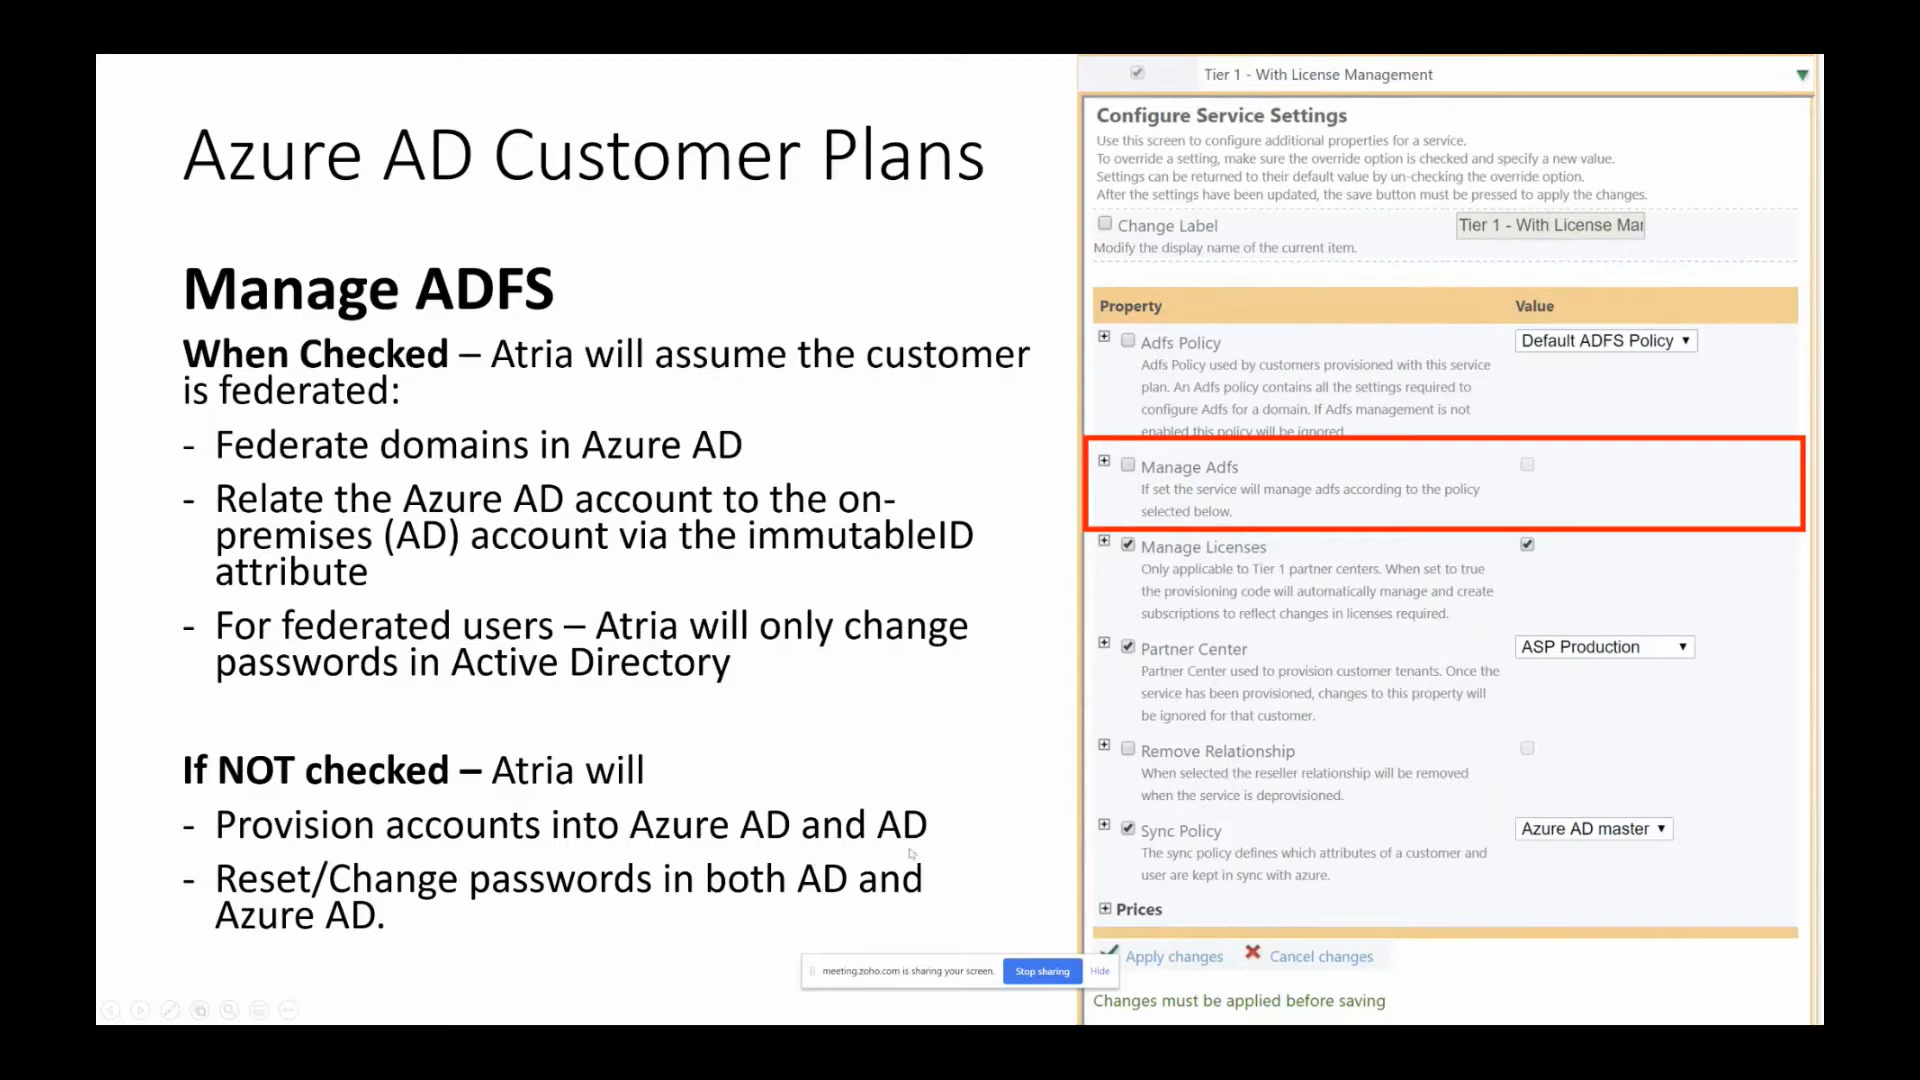 Azure AD Customer Plans
Manage ADFS
When Checked – Atria will assume the customer
is federated:
- Federate domains in Azure AD
- Relate the Azure AD account to the on-
premises (AD) account via the immutableID
attribute
- For federated users – Atria will only change
passwords in Active Directory
If NOT checked – Atria will
- Provision accounts into Azure AD and AD
- Reset/Change passwords in both AD and
Azure AD.
Tier 1 - With License Management
Configure Service Settings
Use this screen to configure additional properties for a service.
To override a setting, make sure the override option is checked and specify a new value.
Settings can be returned to their default value by un-checking the override option.
After the settings have been updated, the save button must be pressed to apply the changes.
Change Label Tier 1 - With License Mar
Modify the display name of the current item.
Property Value
Adfs Policy Default ADFS Policy
Adfs Policy used by customers provisioned with this service
plan. An Adfs policy contains all the settings required to
configure Adfs for a domain. If Adfs management is not
enabled this policy will be ignored
Manage Adfs
If set the service will manage adfs according to the policy
selected below.
Manage Licenses
Only applicable to Tier 1 partner centers. When set to true
the provisioning code will automatically manage and create
subscriptions to reflect changes in licenses required.
Partner Center ASP Production
Partner Center used to provision customer tenants. Once the
service has been provisioned, changes to this property will
be ignored for that customer.
Remove Relationship
When selected the reseller relationship will be removed
when the service is deprovisioned.
Sync Policy Azure AD master
The sync policy defines which attributes of a customer and
user are kept in sync with azure.
Prices
Apply changes Cancel changes
Changes must be applied before saving
meeting.zoho.com is sharing your screen. Stop sharing Hide